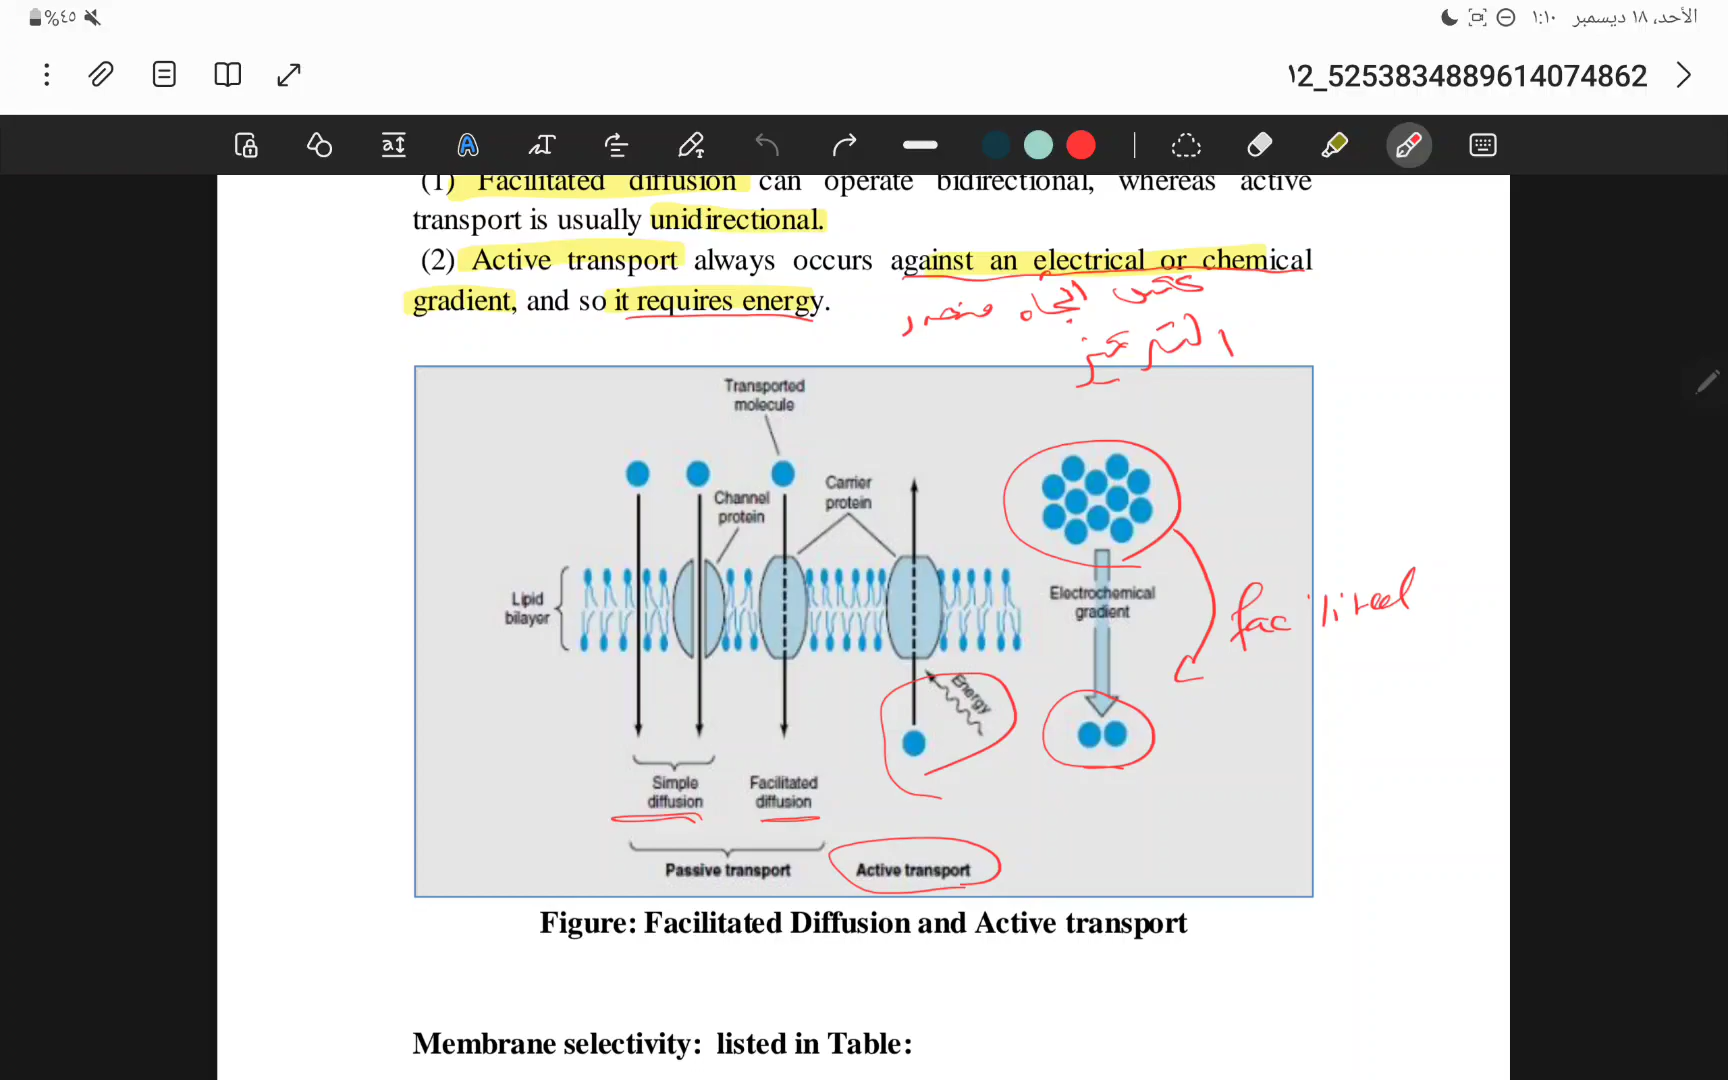 %٤٥
الأحد، ١٨ ديسمبر ١:١٠
١2_5253834889614074862
(1) Facilitated diffusion can operate bidirectional, whereas active
transport is usually unidirectional.
(2) Active transport always occurs against an electrical or chemical
gradient, and so it requires energy.
عكس اتجاه منحدر
التركيز
Transported
molecule
Channel
protein
Carrier
protein
Lipid
bilayer
Electrochemical
gradient
Energy
Simple
diffusion
Facilitated
diffusion
Passive transport
Active transport
Figure: Facilitated Diffusion and Active transport
Membrane selectivity: listed in Table: